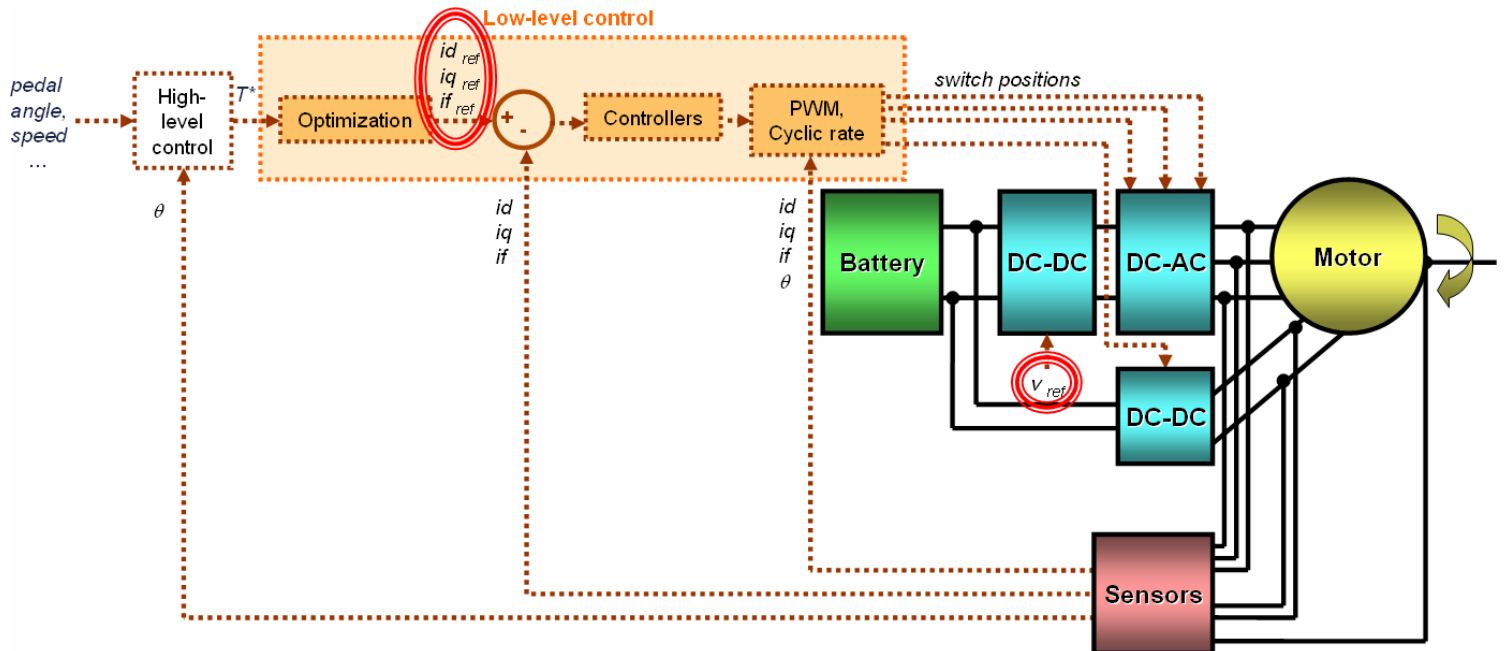 Low-level control
pedal
angle,
speed
...
High-
level
control
T*
Optimization
id ref
iq ref
if ref
+
-
Controllers
PWM,
Cyclic rate
switch positions
θ
id
iq
if
id
iq
if
θ
Battery
DC-DC
DC-AC
Motor
v ref
DC-DC
Sensors